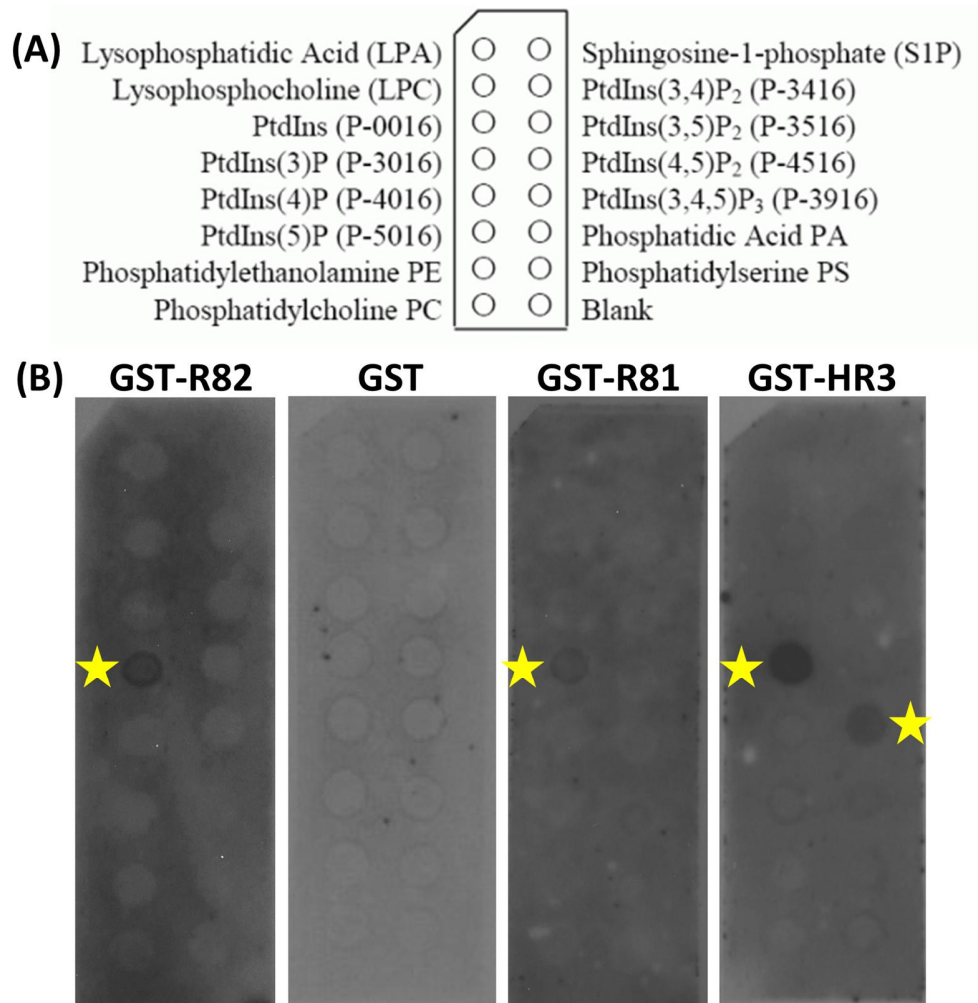 (A)
Lysophosphatidic Acid (LPA) Sphingosine-1-phosphate (S1P)
Lysophosphocholine (LPC) PtdIns(3,4)P₂ (P-3416)
PtdIns (P-0016) PtdIns(3,5)P₂ (P-3516)
PtdIns(3)P (P-3016) PtdIns(4,5)P₂ (P-4516)
PtdIns(4)P (P-4016) PtdIns(3,4,5)P₃ (P-3916)
PtdIns(5)P (P-5016) Phosphatidic Acid PA
Phosphatidylethanolamine PE Phosphatidylserine PS
Phosphatidylcholine PC Blank
(B) GST-R82 GST GST-R81 GST-HR3